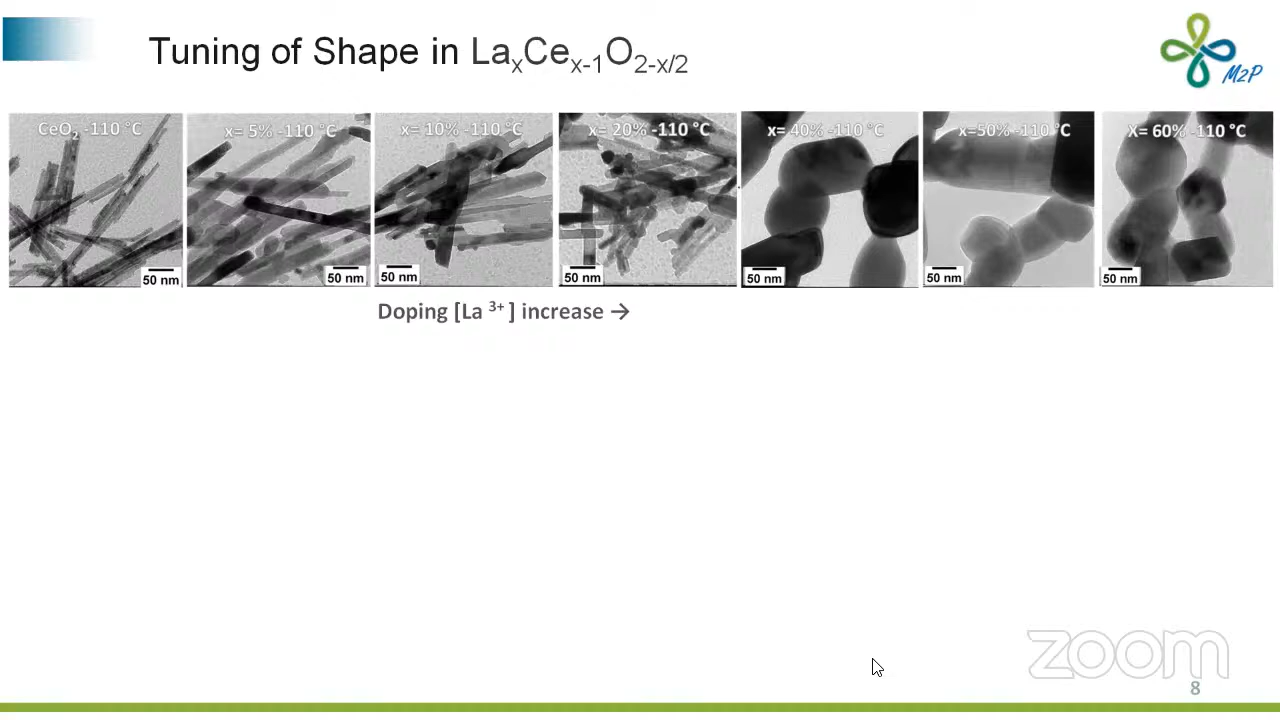 Tuning of Shape in LaxCex-1O2-x/2
M2P
CeO2 -110 °C
x= 5% -110 °C
x= 10% -110 °C
x= 20% -110 °C
x= 40% -110 °C
x=50% -110 °C
X= 60% -110 °C
50 nm
50 nm
50 nm
50 nm
50 nm
50 nm
50 nm
Doping [La 3+ ] increase →
zoom
8